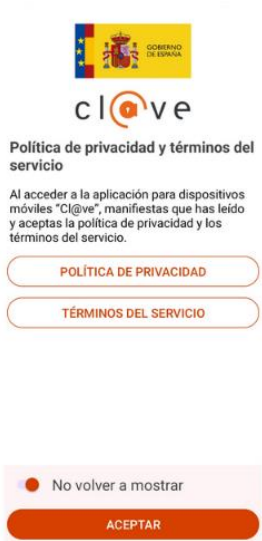 GOBIERNO
DE ESPAÑA
cl@ve
Política de privacidad y términos del
servicio
Al acceder a la aplicación para dispositivos
móviles "Cl@ve", manifiestas que has leído
y aceptas la política de privacidad y los
términos del servicio.
POLÍTICA DE PRIVACIDAD
TÉRMINOS DEL SERVICIO
No volver a mostrar
ACEPTAR